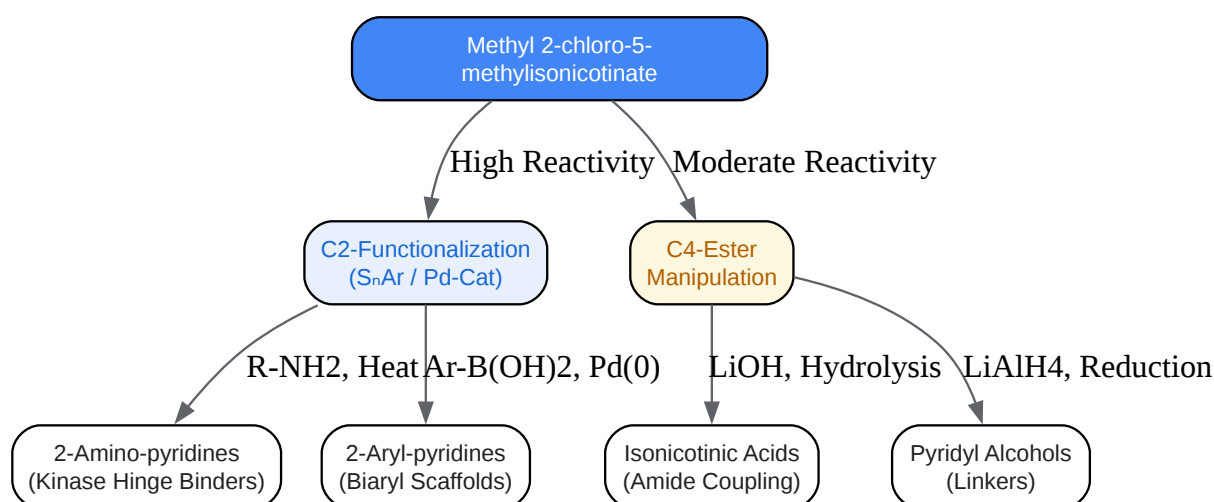 Methyl 2-chloro-5-
methylisonicotinate
High Reactivity
Moderate Reactivity
C2-Functionalization
(SₙAr / Pd-Cat)
C4-Ester
Manipulation
R-NH2, Heat
Ar-B(OH)2, Pd(0)
LiOH, Hydrolysis
LiAlH4, Reduction
2-Amino-pyridines
(Kinase Hinge Binders)
2-Aryl-pyridines
(Biaryl Scaffolds)
Isonicotinic Acids
(Amide Coupling)
Pyridyl Alcohols
(Linkers)